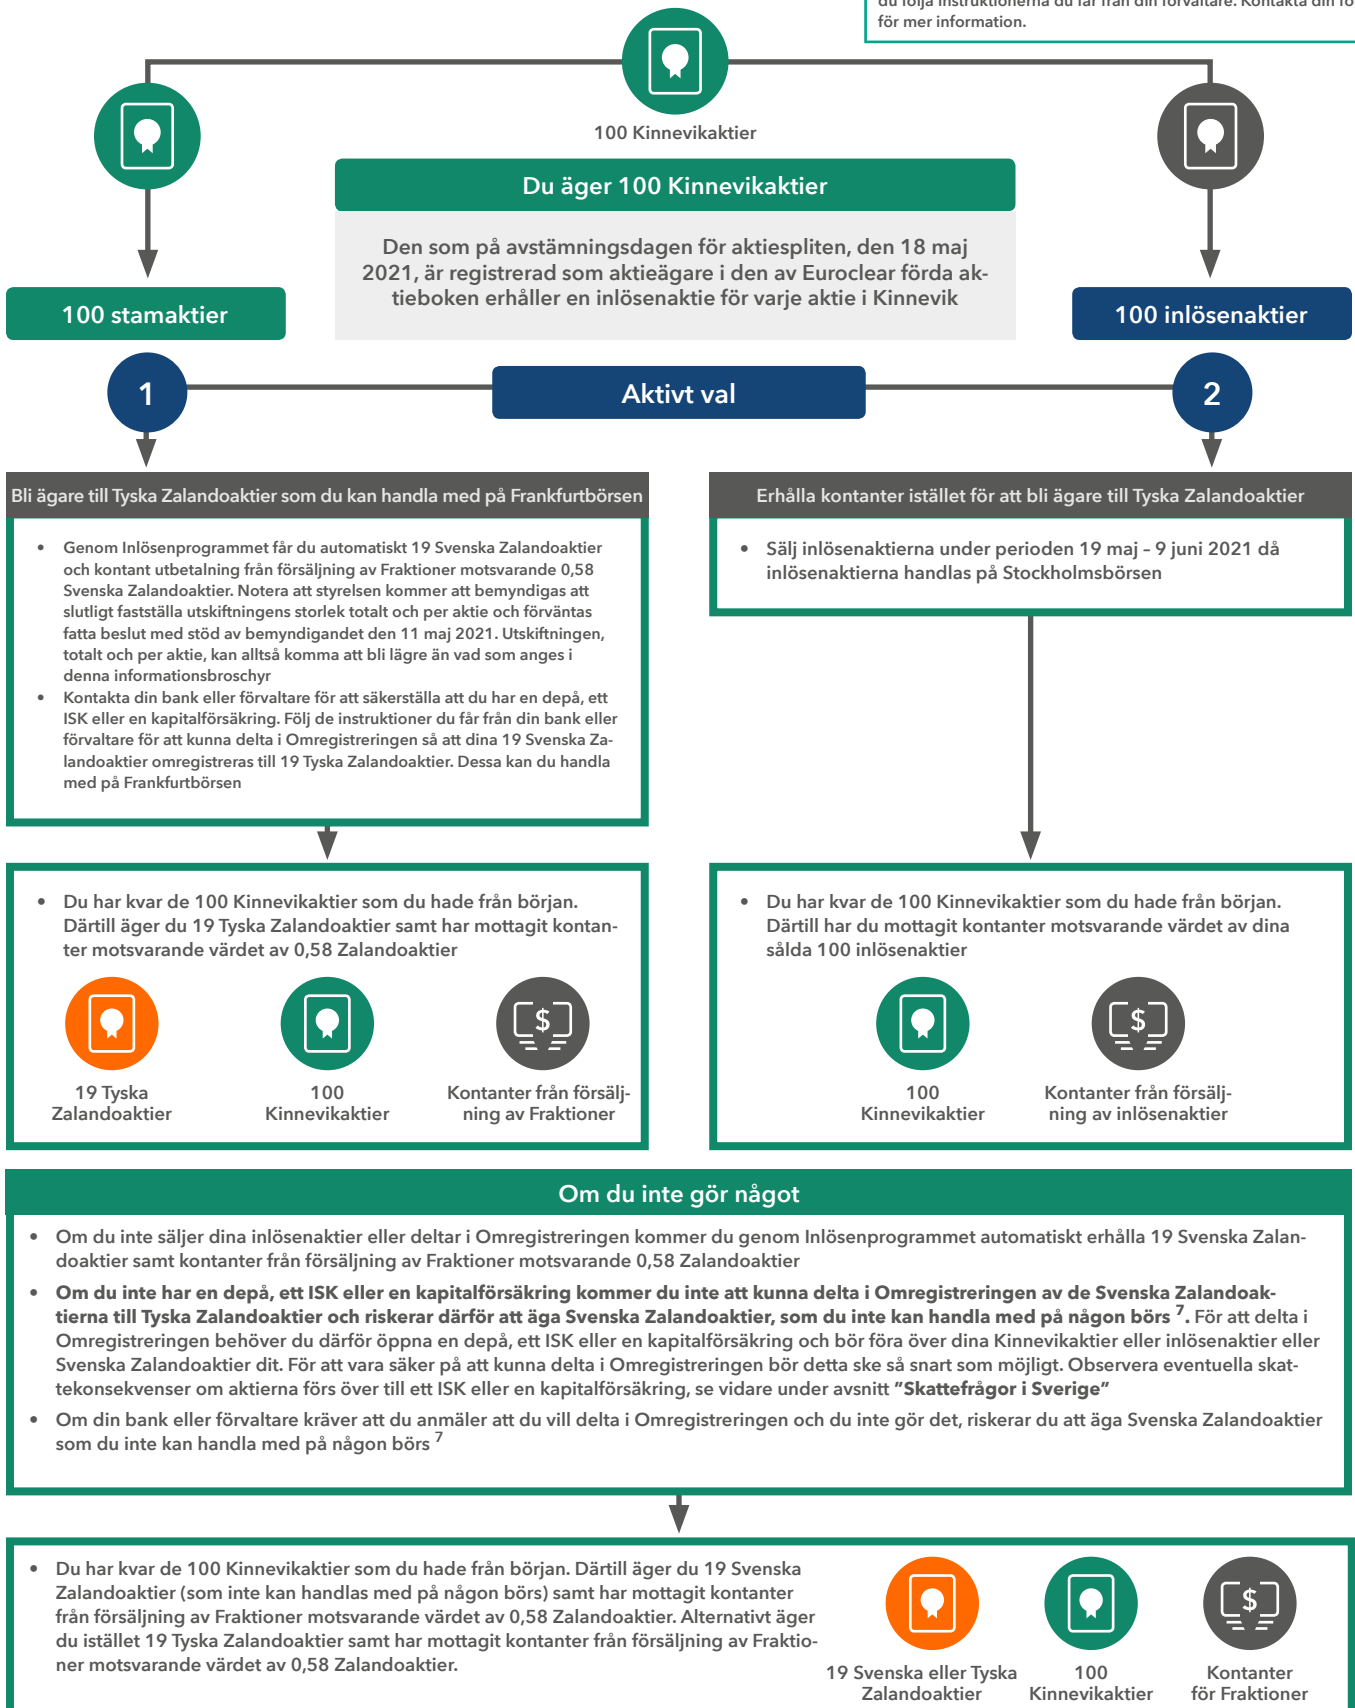 du följa instruktionerna du får från din förvaltare. Kontakta din
för mer information.
100 Kinnevikaktier
Du äger 100 Kinnevikaktier
Den som på avstämningsdagen för aktiespliten, den 18 maj
2021, är registrerad som aktieägare i den av Euroclear förda ak-
tieboken erhåller en inlösenaktie för varje aktie i Kinnevik
100 stamaktier
100 inlösenaktier
1
Aktivt val
2
Bli ägare till Tyska Zalandoaktier som du kan handla med på Frankfurtbörsen
• Genom Inlösenprogrammet får du automatiskt 19 Svenska Zalandoaktier
och kontant utbetalning från försäljning av Fraktioner motsvarande 0,58
Svenska Zalandoaktier. Notera att styrelsen kommer att bemyndigas att
slutligt fastställa utskiftningens storlek totalt och per aktie och förväntas
fatta beslut med stöd av bemyndigandet den 11 maj 2021. Utskiftningen,
totalt och per aktie, kan alltså komma att bli lägre än vad som anges i
denna informationsbroschyr
• Kontakta din bank eller förvaltare för att säkerställa att du har en depå, ett
ISK eller en kapitalförsäkring. Följ de instruktioner du får från din bank eller
förvaltare för att kunna delta i Omregistreringen så att dina 19 Svenska Za-
landoaktier omregistreras till 19 Tyska Zalandoaktier. Dessa kan du handla
med på Frankfurtbörsen
Erhålla kontanter istället för att bli ägare till Tyska Zalandoaktier
• Sälj inlösenaktierna under perioden 19 maj – 9 juni 2021 då
inlösenaktierna handlas på Stockholmsbörsen
• Du har kvar de 100 Kinnevikaktier som du hade från början.
Därtill äger du 19 Tyska Zalandoaktier samt har mottagit kontan-
ter motsvarande värdet av 0,58 Zalandoaktier
19 Tyska
Zalandoaktier
100
Kinnevikaktier
$
Kontanter från försälj-
ning av Fraktioner
• Du har kvar de 100 Kinnevikaktier som du hade från början.
Därtill har du mottagit kontanter motsvarande värdet av dina
sålda 100 inlösenaktier
100
Kinnevikaktier
$
Kontanter från försälj-
ning av inlösenaktier
Om du inte gör något
• Om du inte säljer dina inlösenaktier eller deltar i Omregistreringen kommer du genom Inlösenprogrammet automatiskt erhålla 19 Svenska Zalan-
doaktier samt kontanter från försäljning av Fraktioner motsvarande 0,58 Zalandoaktier
• Om du inte har en depå, ett ISK eller en kapitalförsäkring kommer du inte att kunna delta i Omregistreringen av de Svenska Zalandoak-
tierna till Tyska Zalandoaktier och riskerar därför att äga Svenska Zalandoaktier, som du inte kan handla med på någon börs 7. För att delta i
Omregistreringen behöver du därför öppna en depå, ett ISK eller en kapitalförsäkring och bör föra över dina Kinnevikaktier eller inlösenaktier eller
Svenska Zalandoaktier dit. För att vara säker på att kunna delta i Omregistreringen bör detta ske så snart som möjligt. Observera eventuella skat-
tekonsekvenser om aktierna förs över till ett ISK eller en kapitalförsäkring, se vidare under avsnitt ”Skattefrågor i Sverige”
• Om din bank eller förvaltare kräver att du anmäler att du vill delta i Omregistreringen och du inte gör det, riskerar du att äga Svenska Zalandoaktier
som du inte kan handla med på någon börs 7
• Du har kvar de 100 Kinnevikaktier som du hade från början. Därtill äger du 19 Svenska
Zalandoaktier (som inte kan handlas med på någon börs) samt har mottagit kontanter
från försäljning av Fraktioner motsvarande värdet av 0,58 Zalandoaktier. Alternativt äger
du istället 19 Tyska Zalandoaktier samt har mottagit kontanter från försäljning av Fraktio-
ner motsvarande värdet av 0,58 Zalandoaktier.
19 Svenska eller Tyska
Zalandoaktier
100
Kinnevikaktier
$
Kontanter
för Fraktioner